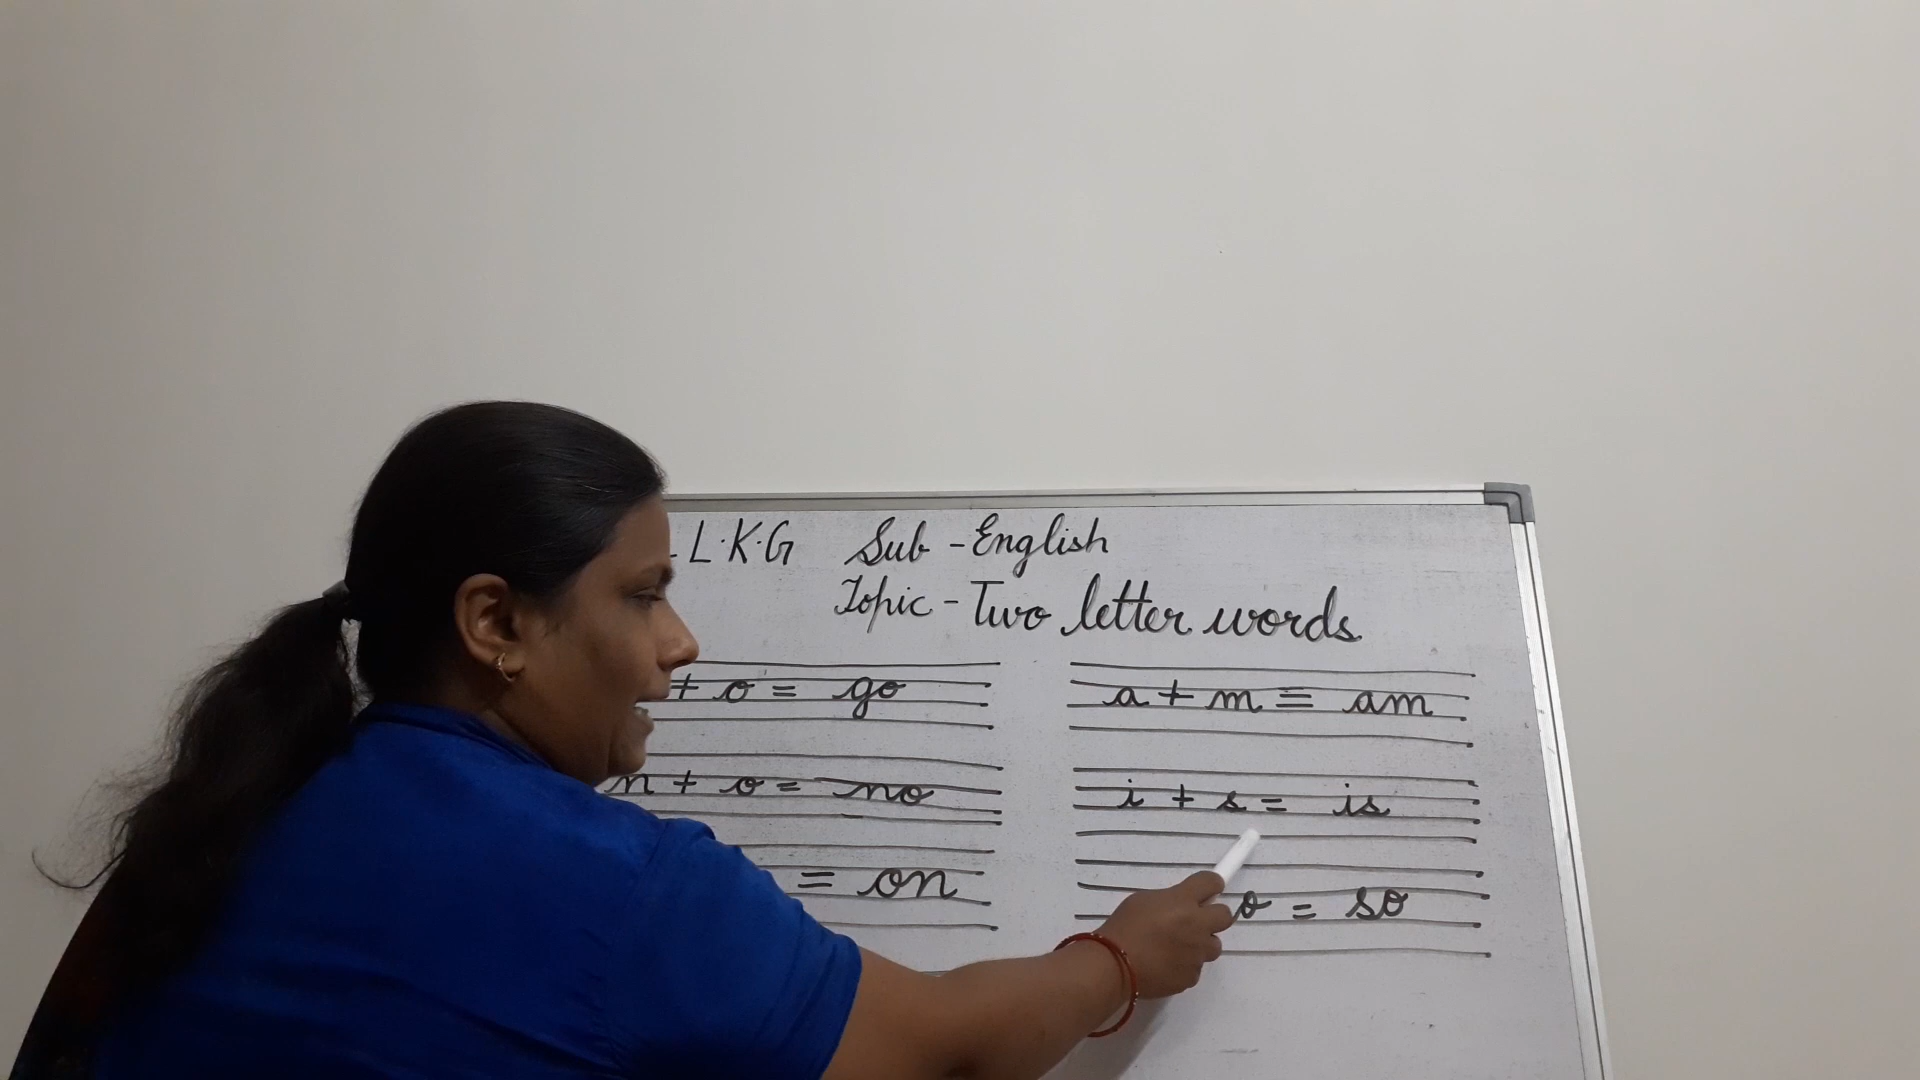 - L.K.G Sub - English
Topic - Two letter words
+ o = go
n + o = no
= on
a + m = am
i + s = is
o = so